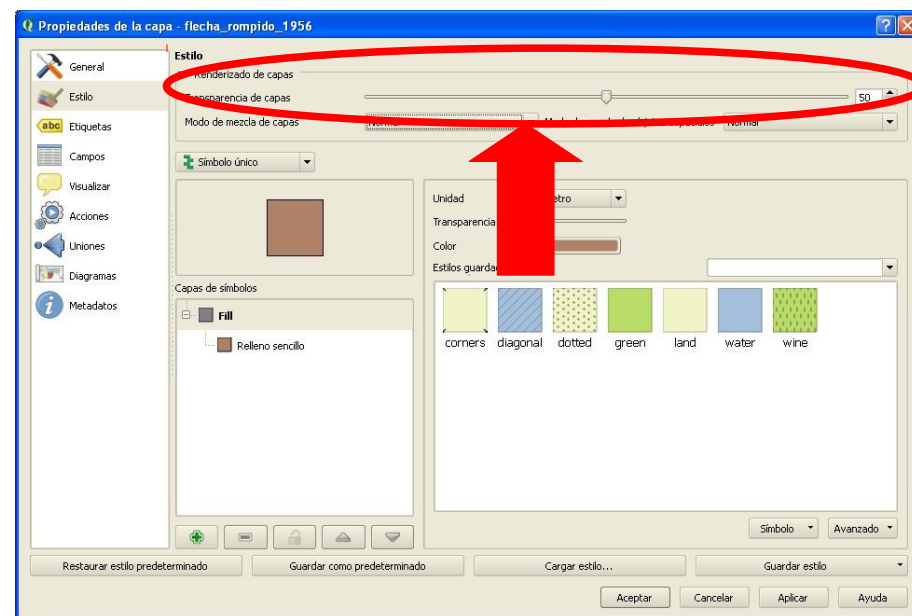 Propiedades de la capa - flecha_rompido_1956
General
Estilo
abc Etiquetas
Campos
Visualizar
Acciones
Uniones
Diagramas
Metadatos
Estilo
Renderizado de capas
Transparencia de capas
50
Modo de mezcla de capas
Normal
Normal
Símbolo único
Unidad
Transparencia
Color
Estilos guarda
Capas de símbolos
Fill
Relleno sencillo
corners diagonal dotted green land water wine
Símbolo
Avanzado
Restaurar estilo predeterminado
Guardar como predeterminado
Cargar estilo...
Guardar estilo
Aceptar
Cancelar
Aplicar
Ayuda